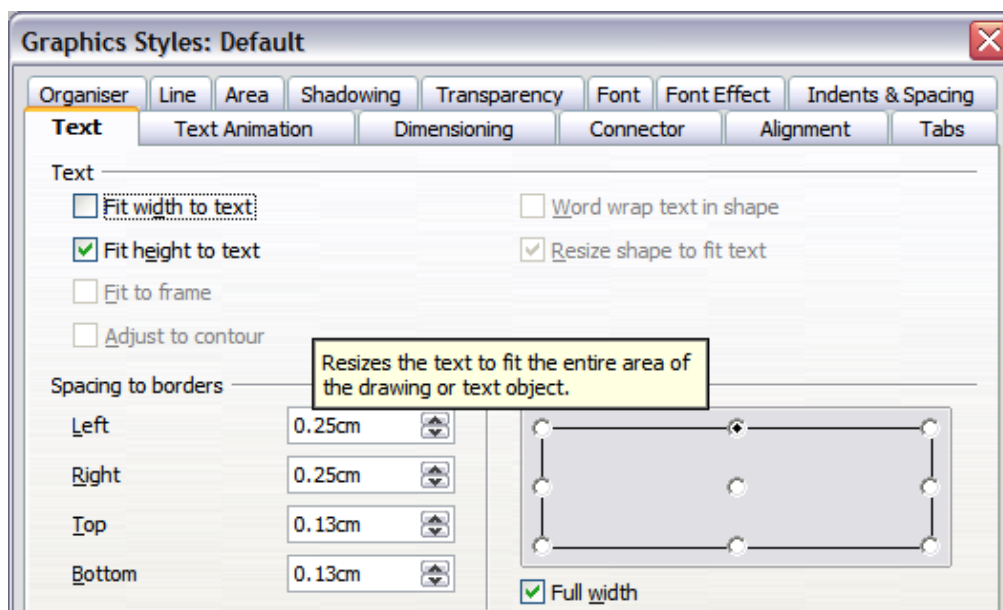 Graphics Styles: Default
Organiser Line Area Shadowing Transparency Font Font Effect Indents & Spacing
Text Text Animation Dimensioning Connector Alignment Tabs
Text
Fit width to text
Word wrap text in shape
Fit height to text
Resize shape to fit text
Fit to frame
Adjust to contour
Resizes the text to fit the entire area of
the drawing or text object.
Spacing to borders
Left 0.25cm
Right 0.25cm
Top 0.13cm
Bottom 0.13cm
Full width